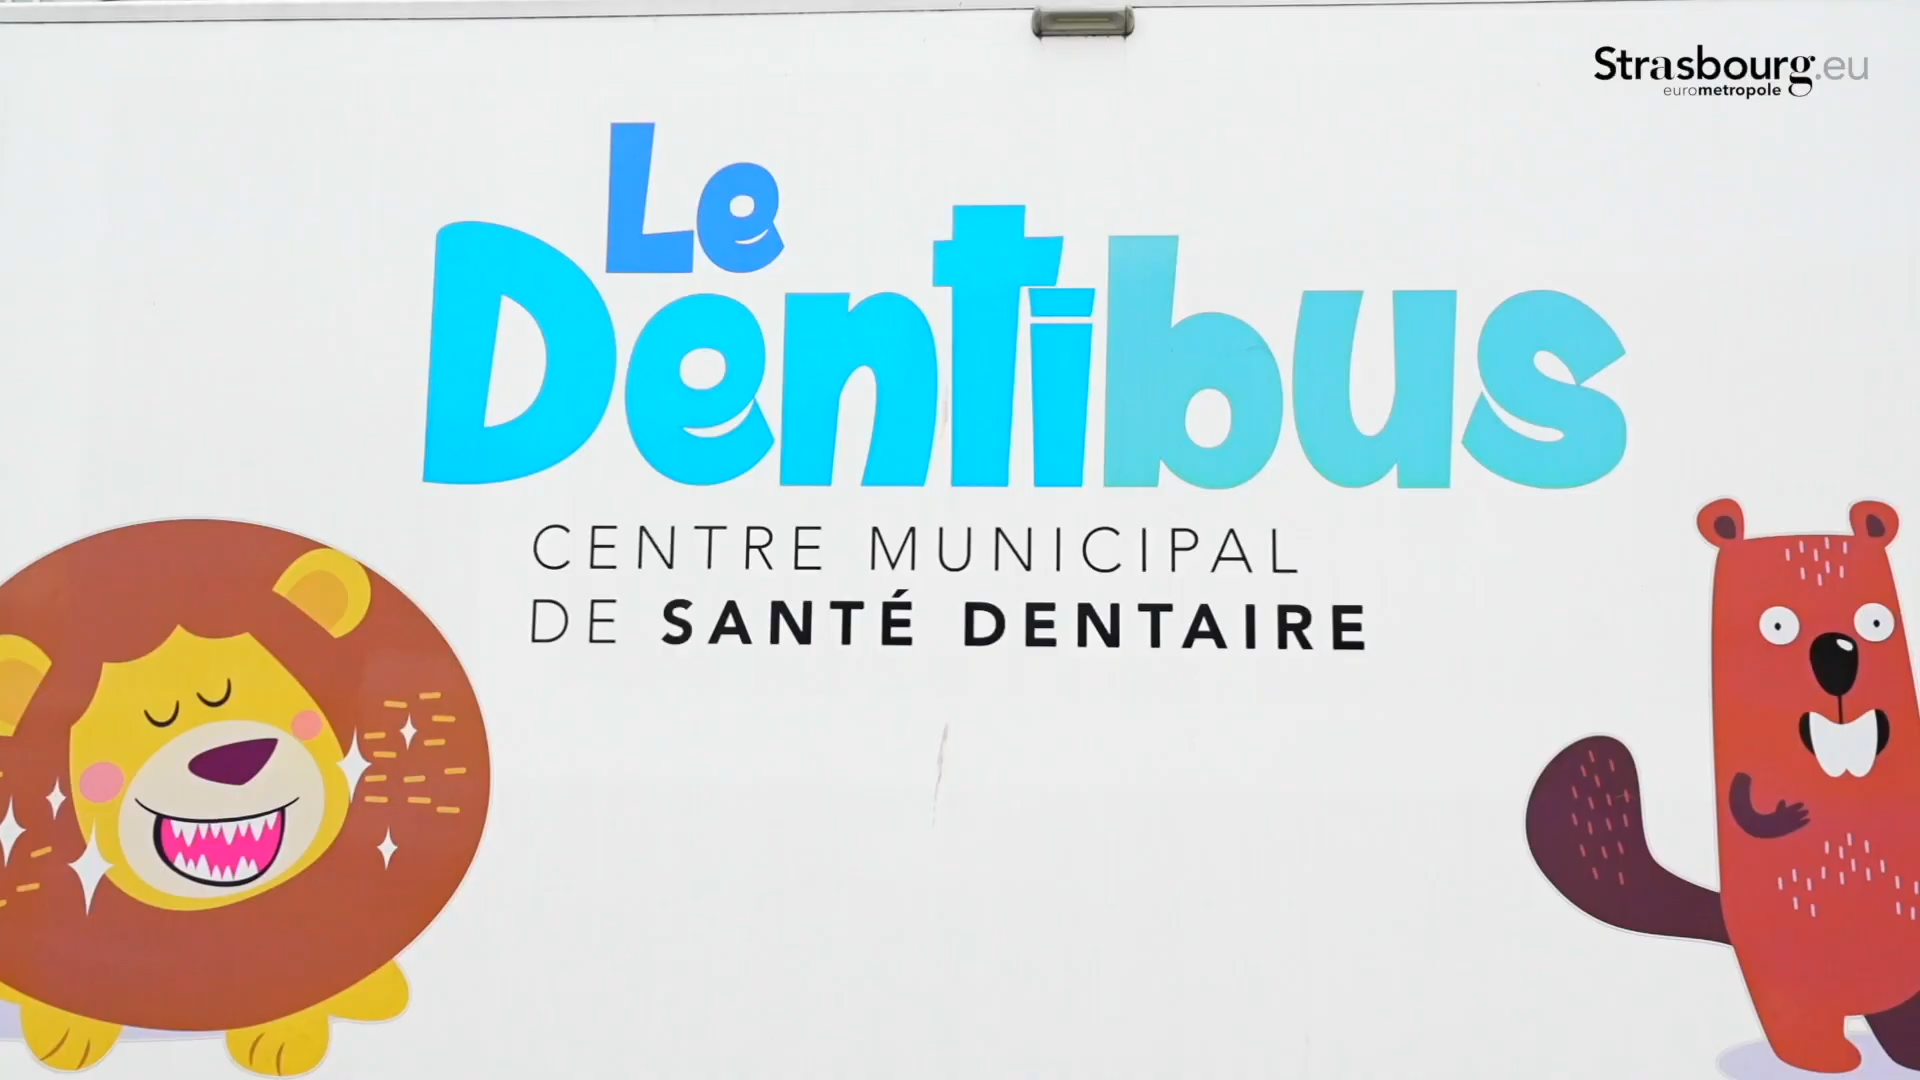 Strasbourg.eu
eurometropole
Le
Dentibus
CENTRE MUNICIPAL
DE SANTÉ DENTAIRE